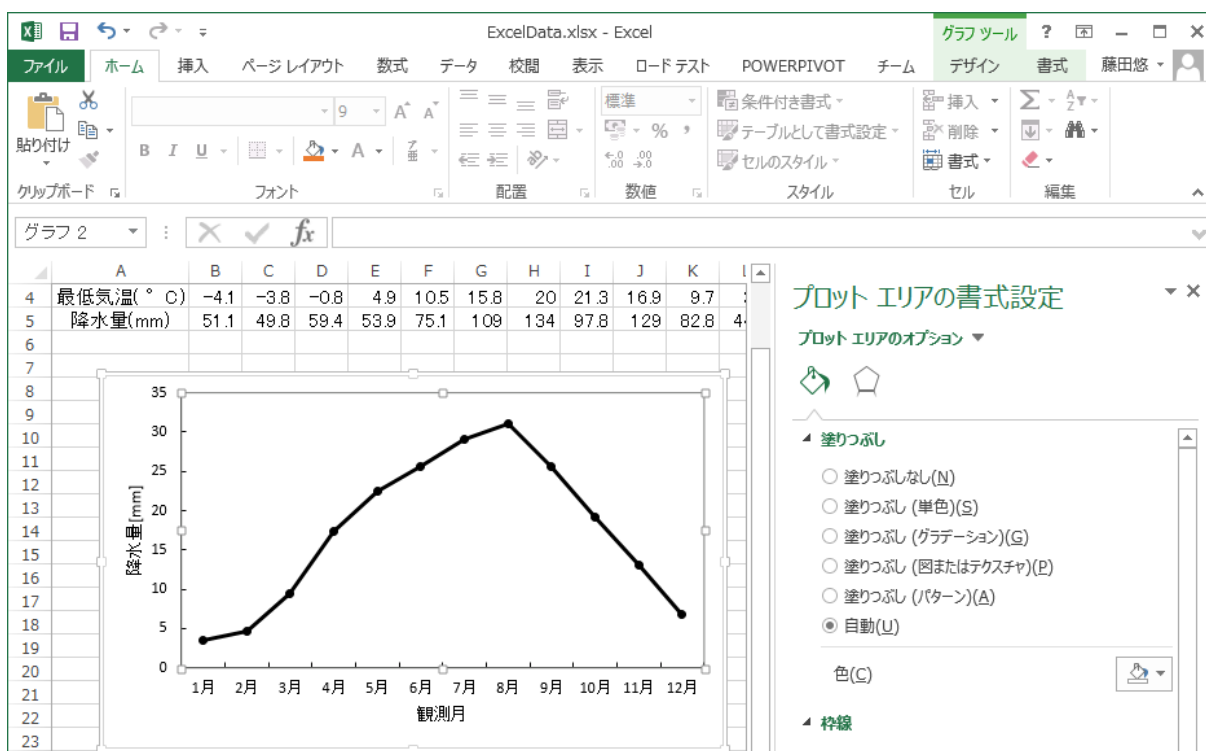 ExcelData.xlsx - Excel
グラフ ツール
?
ファイル ホーム 挿入 ページ レイアウト 数式 データ 校閲 表示 ロード テスト POWERPIVOT チーム デザイン 書式 藤田悠
貼り付け
9
標準
条件付き書式
テーブルとして書式設定
セルのスタイル
挿入
削除
書式
クリップボード フォント 配置 数値 スタイル セル 編集
グラフ 2
fx
A B C D E F G H I J K
4 最低気温(°C) -4.1 -3.8 -0.8 4.9 10.5 15.8 20 21.3 16.9 9.7
5 降水量(mm) 51.1 49.8 59.4 53.9 75.1 109 134 97.8 129 82.8
6
7
8
9
10
11
12
13
14
15
16
17
18
19
20
21
22
23
35
30
25
20
15
10
5
0
降水量[mm]
1月 2月 3月 4月 5月 6月 7月 8月 9月 10月 11月 12月
観測月
プロット エリアの書式設定
プロット エリアのオプション
塗りつぶし
塗りつぶしなし(N)
塗りつぶし (単色)(S)
塗りつぶし (グラデーション)(G)
塗りつぶし (図またはテクスチャ)(P)
塗りつぶし (パターン)(A)
自動(U)
色(C)
枠線